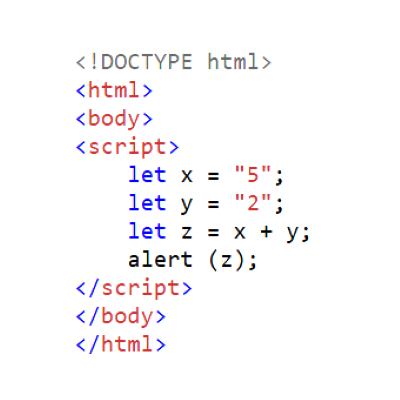 <!DOCTYPE html>
<html>
<body>
<script>
    let x = "5";
    let y = "2";
    let z = x + y;
    alert (z);
</script>
</body>
</html>